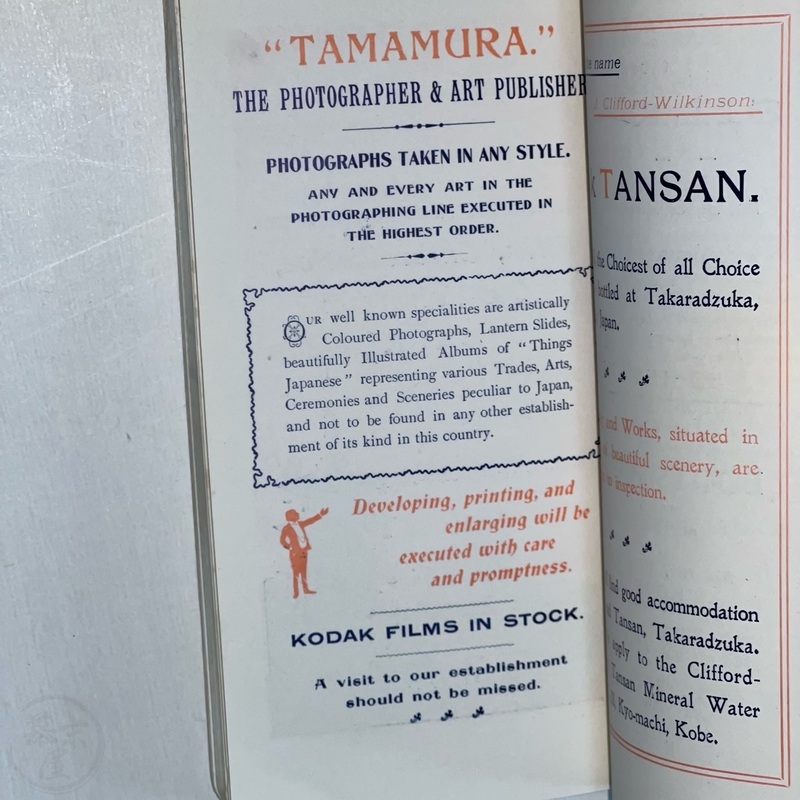 "TAMAMURA."
THE PHOTOGRAPHER & ART PUBLISHER
PHOTOGRAPHS TAKEN IN ANY STYLE.
ANY AND EVERY ART IN THE
PHOTOGRAPHING LINE EXECUTED IN
THE HIGHEST ORDER.
OUR well known specialities are artistically
Coloured Photographs, Lantern Slides,
beautifully Illustrated Albums of "Things
Japanese" representing various Trades, Arts,
Ceremonies and Sceneries peculiar to Japan,
and not to be found in any other establish-
ment of its kind in this country.
Developing, printing, and
enlarging will be
executed with care
and promptness.
KODAK FILMS IN STOCK.
A visit to our establishment
should not be missed.
name
Clifford-Wilkinson:
TANSAN.
Choicest of all Choice
at Takaradzuka,
and Works, situated in
beautiful scenery, are
inspection.
good accommodation
Tansan, Takaradzuka.
apply to the Clifford-
Tansan Mineral Water
Kyo-machi, Kobe.